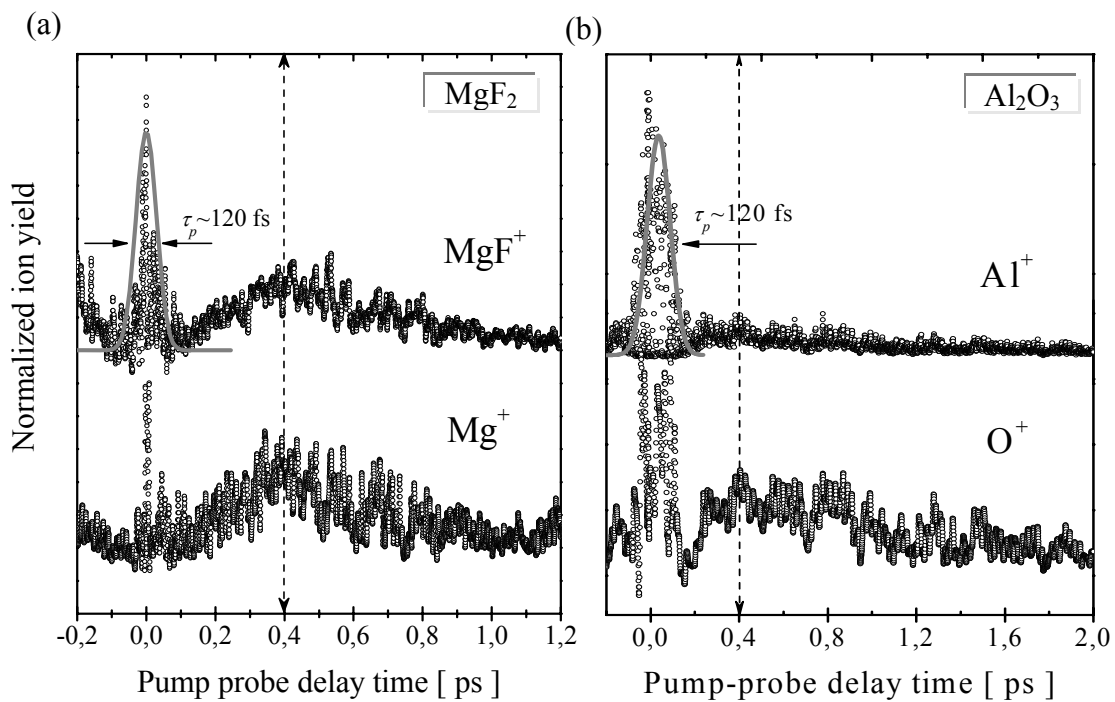 (a)
(b)
MgF₂
Al₂O₃
τₚ~120 fs
τₚ~120 fs
MgF⁺
Al⁺
Mg⁺
O⁺
Normalized ion yield
-0,2 0,0 0,2 0,4 0,6 0,8 1,0 1,2
0,0 0,4 0,8 1,2 1,6 2,0
Pump probe delay time [ ps ]
Pump-probe delay time [ ps ]